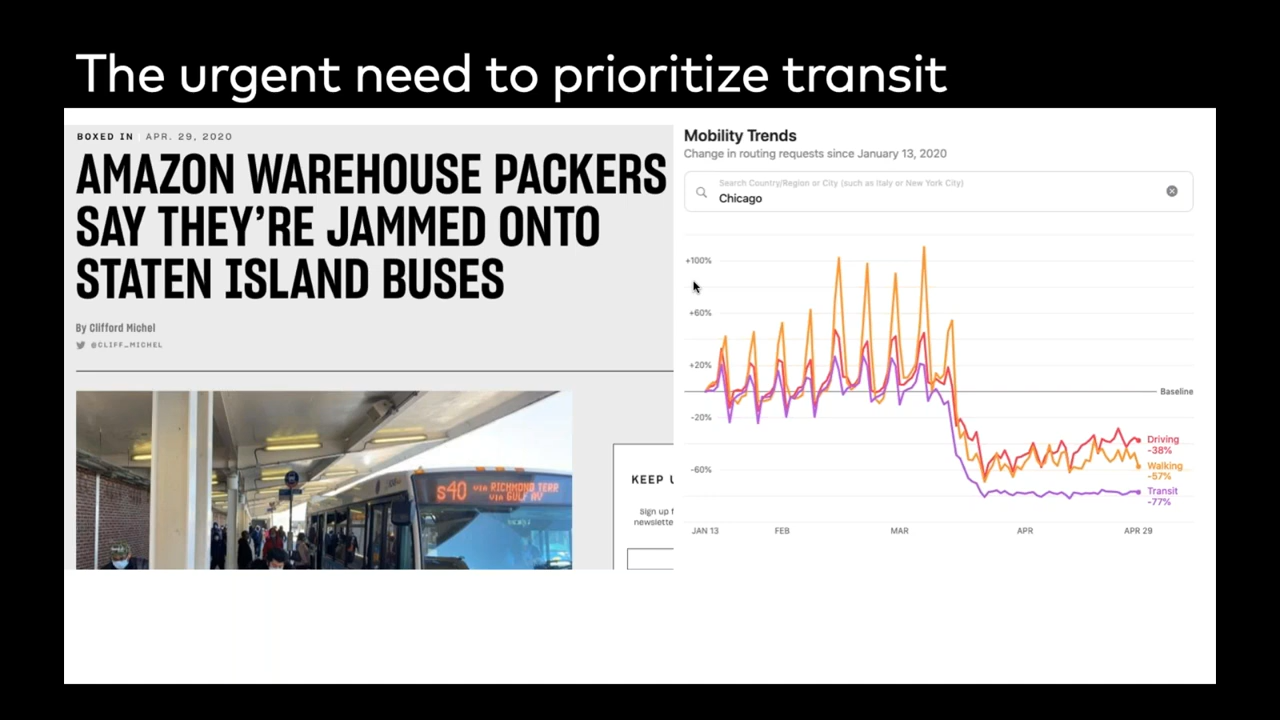 The urgent need to prioritize transit
BOXED IN APR. 29, 2020
AMAZON WAREHOUSE PACKERS
SAY THEY'RE JAMMED ONTO
STATEN ISLAND BUSES
By Clifford Michel
@CLIFF_MICHEL
S40 VIA RICHMOND TERR
VIA GULF AV
KEEP U
Sign up f
newslette
Mobility Trends
Change in routing requests since January 13, 2020
Search Country/Region or City (such as Italy or New York City)
Chicago
+100%
+60%
+20%
Baseline
-20%
-60%
Driving
-38%
Walking
-57%
Transit
-77%
JAN 13 FEB MAR APR APR 29